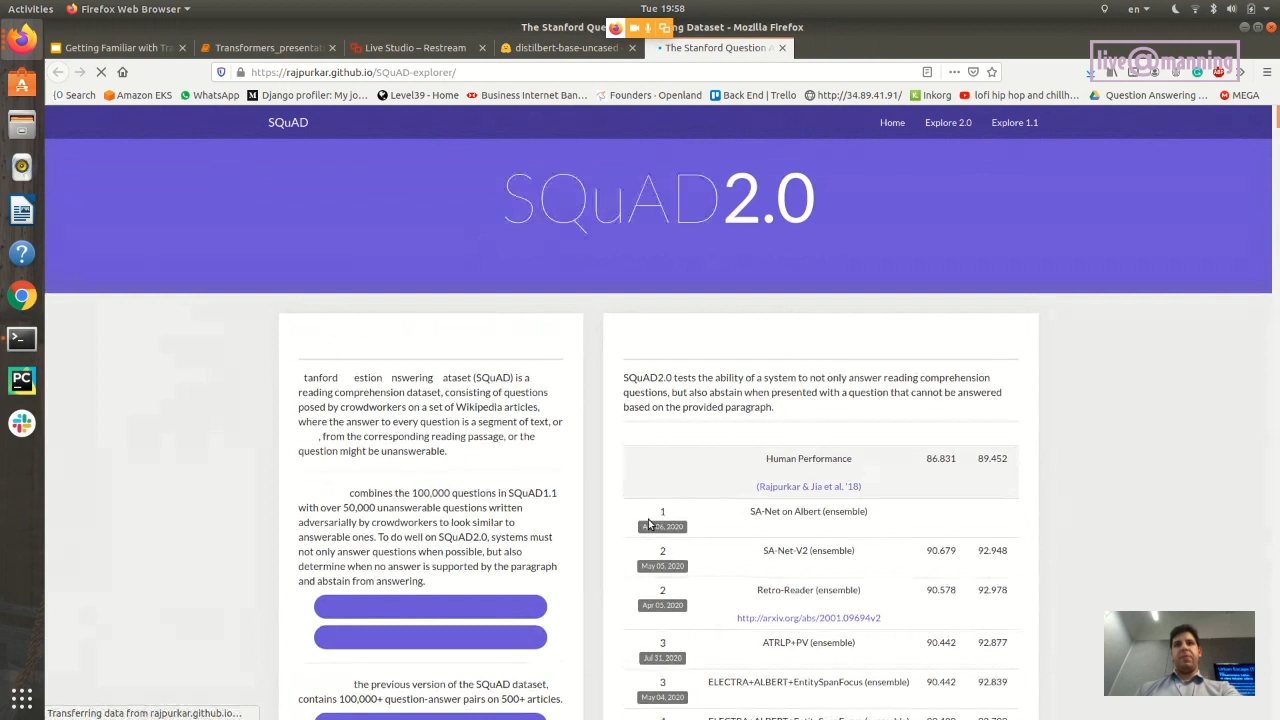 Activities
Firefox Web Browser
Tue 19:58
en
The Stanford Que
ng Dataset - Mozilla Firefox
Getting Familiar with Tra
Transformers_presentat
Live Studio – Restream
distilbert-base-uncased
The Stanford Question A
live@manning
https://rajpurkar.github.io/SQuAD-explorer/
Search
Amazon EKS
WhatsApp
Django profiler: My jo...
Level39 - Home
Business Internet Ban...
Founders · Openland
Back End | Trello
http://34.89.41.91/
Inkorg
lofi hip hop and chillh...
Question Answering ...
MEGA
SQuAD
Home
Explore 2.0
Explore 1.1
SQuAD2.0
tanford estion nswering ataset (SQuAD) is a
reading comprehension dataset, consisting of questions
posed by crowdworkers on a set of Wikipedia articles,
where the answer to every question is a segment of text, or
, from the corresponding reading passage, or the
question might be unanswerable.
combines the 100,000 questions in SQuAD1.1
with over 50,000 unanswerable questions written
adversarially by crowdworkers to look similar to
answerable ones. To do well on SQuAD2.0, systems must
not only answer questions when possible, but also
determine when no answer is supported by the paragraph
and abstain from answering.
the previous version of the SQuAD dataset,
contains 100,000+ question-answer pairs on 500+ articles.
SQuAD2.0 tests the ability of a system to not only answer reading comprehension
questions, but also abstain when presented with a question that cannot be answered
based on the provided paragraph.
Human Performance 86.831 89.452
(Rajpurkar & Jia et al. '18)
1 SA-Net on Albert (ensemble)
06, 2020
2 SA-Net-V2 (ensemble) 90.679 92.948
May 05, 2020
2 Retro-Reader (ensemble) 90.578 92.978
Apr 05, 2020
http://arxiv.org/abs/2001.09694v2
3 ATRLP+PV (ensemble) 90.442 92.877
Jul 31, 2020
3 ELECTRA+ALBERT+EntitySpanFocus (ensemble) 90.442 92.839
May 04, 2020
Transferring data from rajpurkar.github.io...